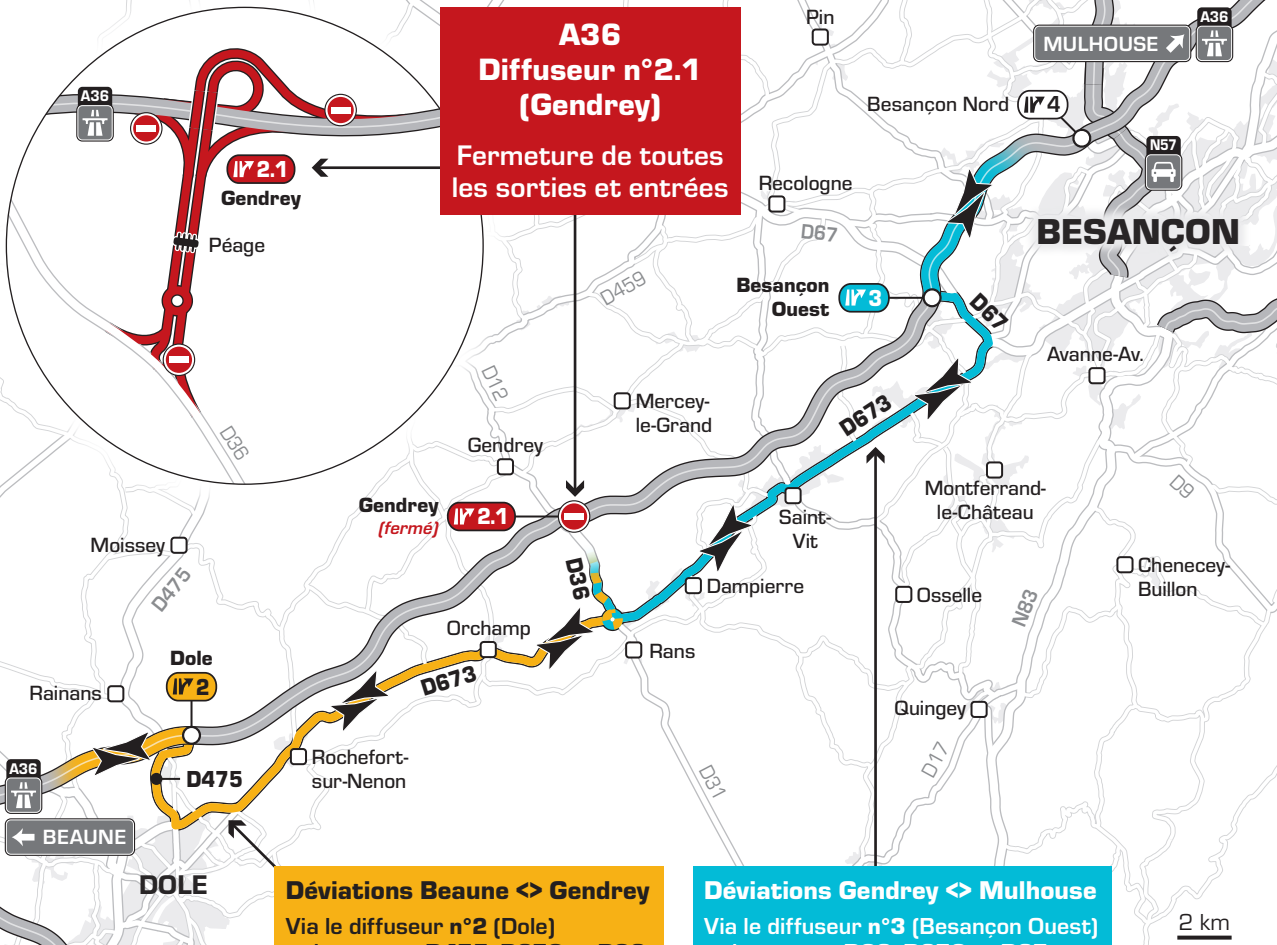 A36
Diffuseur n°2.1
(Gendrey)
Fermeture de toutes
les sorties et entrées
A36
2.1
Gendrey
Péage
D36
Pin
MULHOUSE
A36
Besançon Nord
4
N57
Recologne
D67
BESANÇON
D459
Besançon
Ouest
3
D67
Avanne-Av.
D12
Mercey-
le-Grand
D673
Gendrey
Gendrey
(fermé)
2.1
Montferrand-
le-Château
D9
Saint-
Vit
Moissey
D475
D36
Dampierre
Osselle
Chenecey-
Buillon
N83
Orchamp
Rans
Dole
2
D673
Rainans
Quingey
Rochefort-
sur-Nenon
D475
D17
D31
A36
BEAUNE
DOLE
Déviations Beaune <> Gendrey
Via le diffuseur n°2 (Dole)
Déviations Gendrey <> Mulhouse
Via le diffuseur n°3 (Besançon Ouest)
2 km